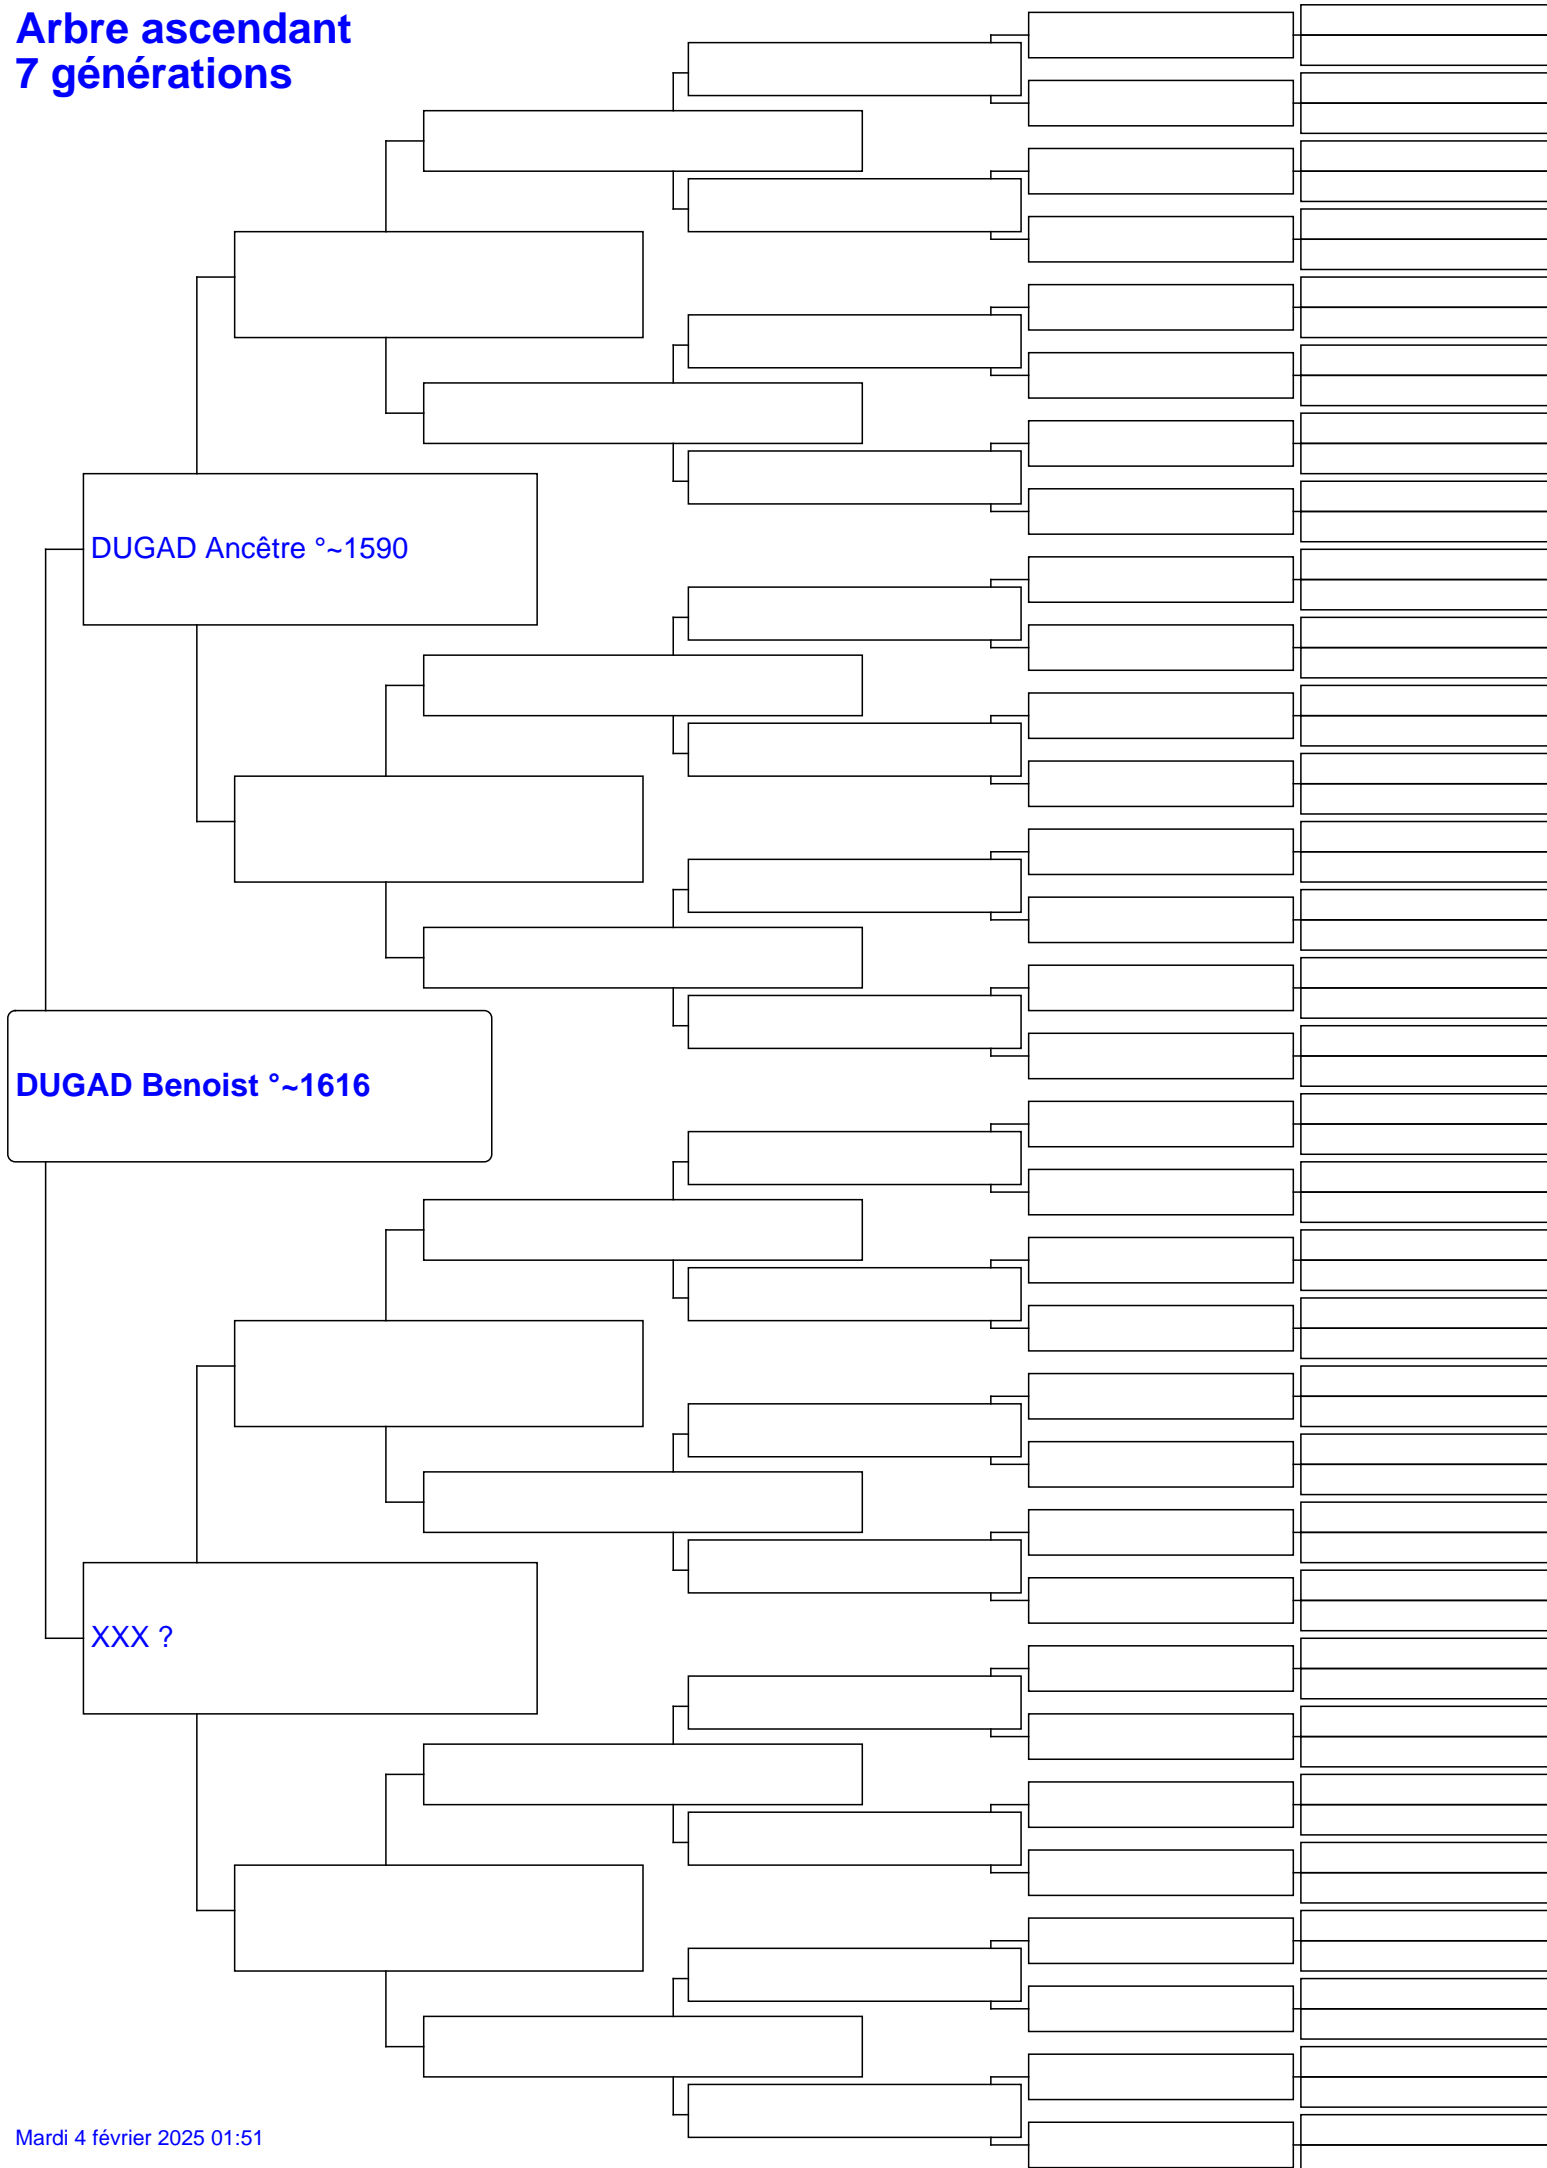 Arbre ascendant
7 générations
DUGAD Ancêtre °~1590
DUGAD Benoist °~1616
XXX ?
Mardi 4 février 2025 01:51